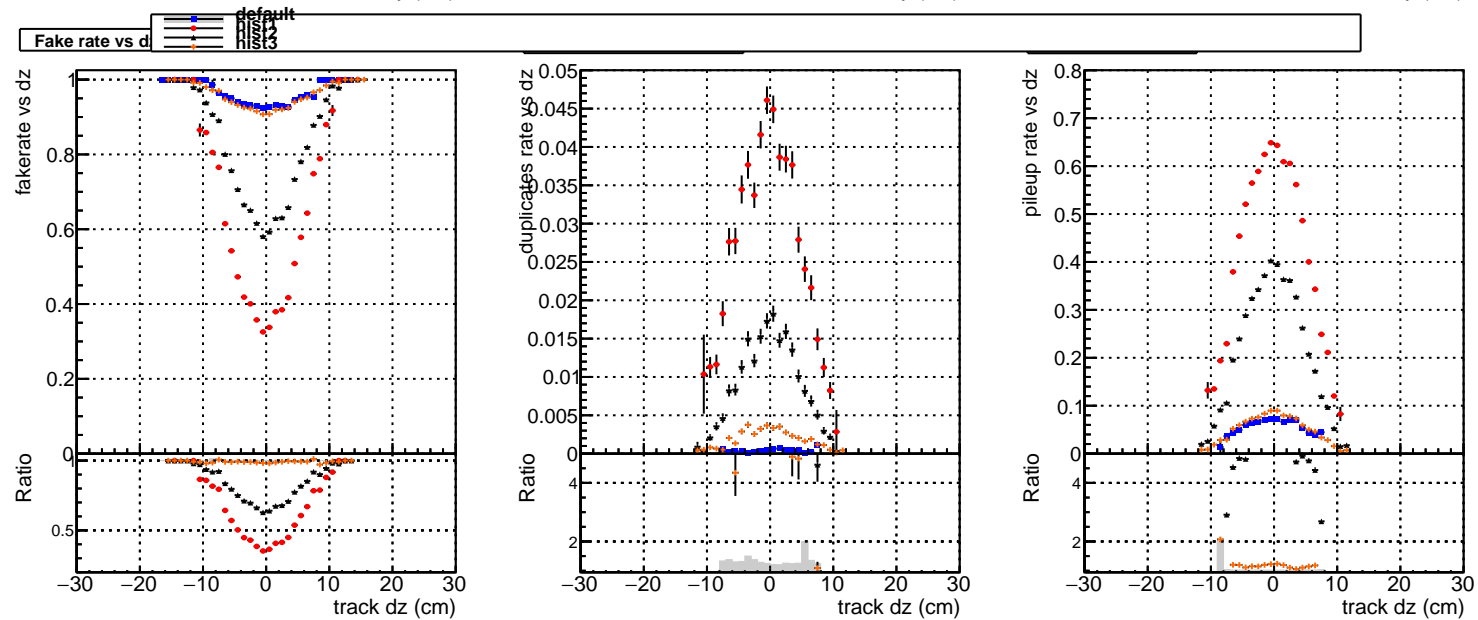 default
hist1
hist2
hist3
Fake rate vs dz
fakerate vs dz
1
0.8
0.6
0.4
0.2
0
Ratio
0.5
−30 −20 −10 0 10 20 30
track dz (cm)
duplicates rate vs dz
0.05
0.045
0.04
0.035
0.03
0.025
0.02
0.015
0.01
0.005
0
Ratio
4
2
−30 −20 −10 0 10 20 30
track dz (cm)
pileup rate vs dz
0.8
0.7
0.6
0.5
0.4
0.3
0.2
0.1
0
Ratio
4
2
−30 −20 −10 0 10 20 30
track dz (cm)